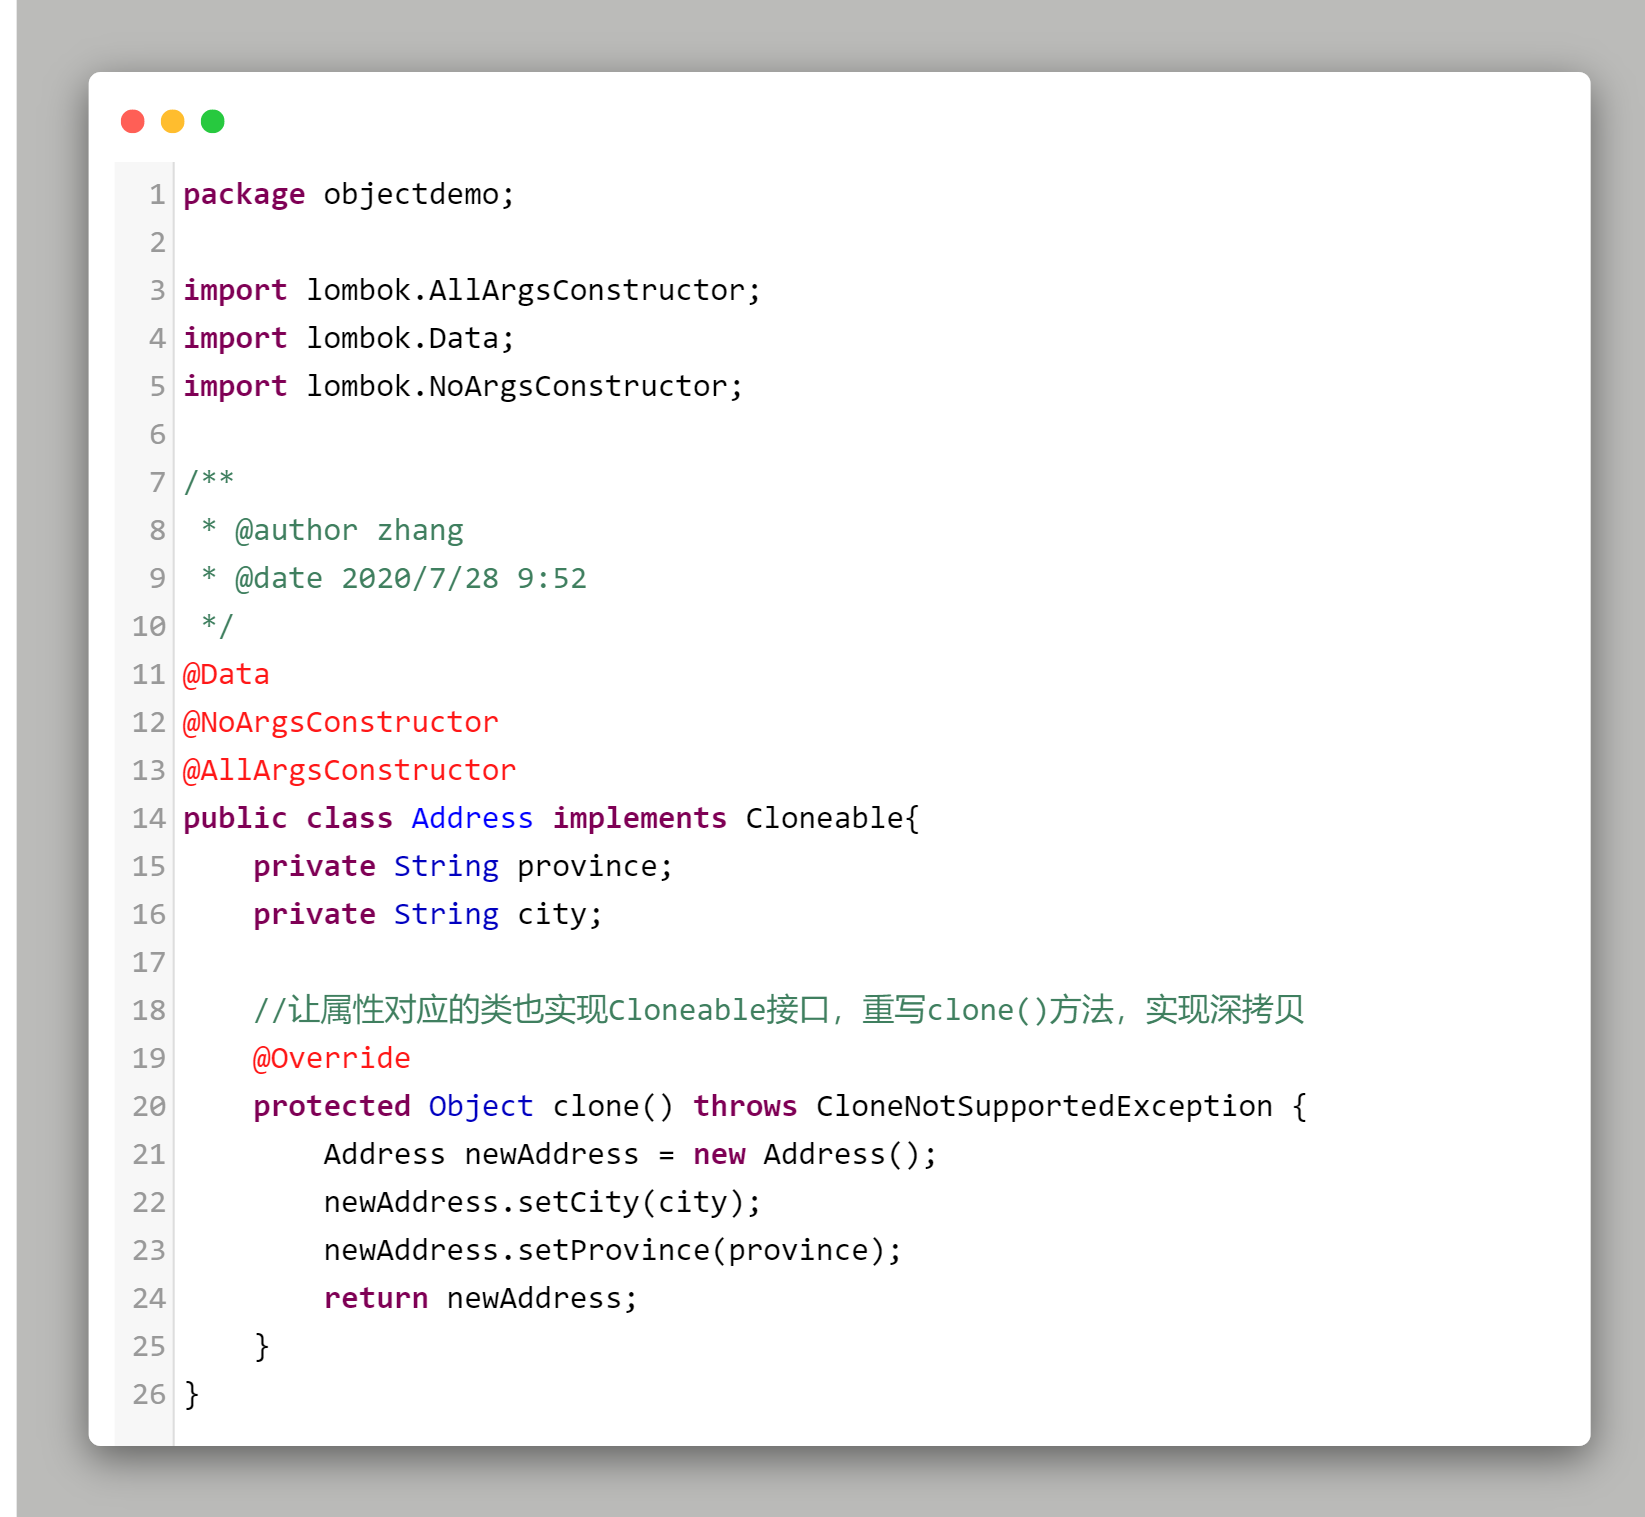 1 package objectdemo;
2
3 import lombok.AllArgsConstructor;
4 import lombok.Data;
5 import lombok.NoArgsConstructor;
6
7 /**
8  * @author zhang
9  * @date 2020/7/28 9:52
10  */
11 @Data
12 @NoArgsConstructor
13 @AllArgsConstructor
14 public class Address implements Cloneable{
15     private String province;
16     private String city;
17
18     //让属性对应的类也实现Cloneable接口，重写clone()方法，实现深拷贝
19     @Override
20     protected Object clone() throws CloneNotSupportedException {
21         Address newAddress = new Address();
22         newAddress.setCity(city);
23         newAddress.setProvince(province);
24         return newAddress;
25     }
26 }